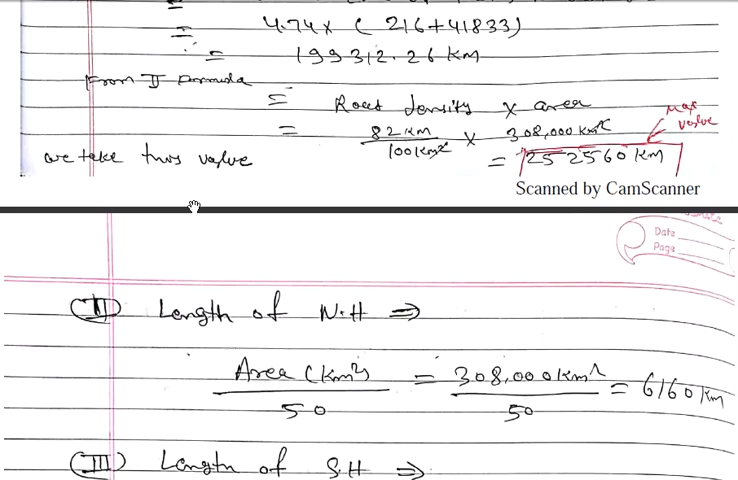 =
= 4.74 x ( 216+41833)
∴ = 199312.26 KM
From II Formula
= Road density x area
= 82 KM / 100 KM² x 308,000 KM²
Max value
we take this value = 252560 KM
Scanned by CamScanner
Date
Page
(II) Length of N.H ⇒
Area (Km²) / 50 = 308,000 km² / 50 = 6160 km
(III) Length of S.H ⇒